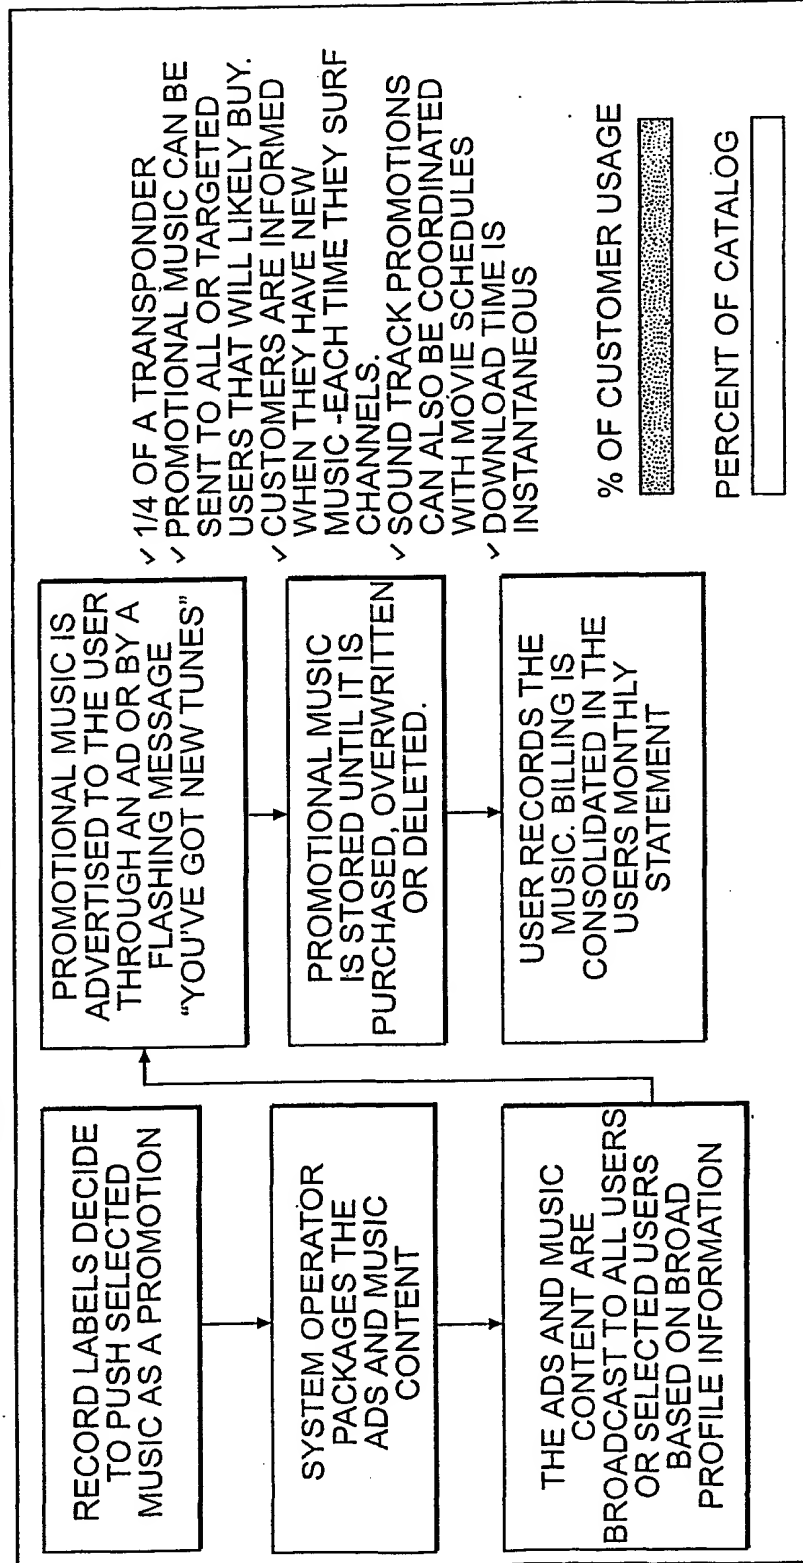 RECORD LABELS DECIDE
TO PUSH SELECTED
MUSIC AS A PROMOTION
SYSTEM OPERATOR
PACKAGES THE
ADS AND MUSIC
CONTENT
THE ADS AND MUSIC
CONTENT ARE
BROADCAST TO ALL USERS
OR SELECTED USERS
BASED ON BROAD
PROFILE INFORMATION
PROMOTIONAL MUSIC IS
ADVERTISED TO THE USER
THROUGH AN AD OR BY A
FLASHING MESSAGE
“YOU’VE GOT NEW TUNES”
PROMOTIONAL MUSIC
IS STORED UNTIL IT IS
PURCHASED, OVERWRITTEN
OR DELETED.
USER RECORDS THE
MUSIC. BILLING IS
CONSOLIDATED IN THE
USERS MONTHLY
STATEMENT
✓ 1/4 OF A TRANSPONDER
✓ PROMOTIONAL MUSIC CAN BE
SENT TO ALL OR TARGETED
USERS THAT WILL LIKELY BUY.
✓ CUSTOMERS ARE INFORMED
WHEN THEY HAVE NEW
MUSIC -EACH TIME THEY SURF
CHANNELS.
✓ SOUND TRACK PROMOTIONS
CAN ALSO BE COORDINATED
WITH MOVIE SCHEDULES
✓ DOWNLOAD TIME IS
INSTANTANEOUS
% OF CUSTOMER USAGE
PERCENT OF CATALOG